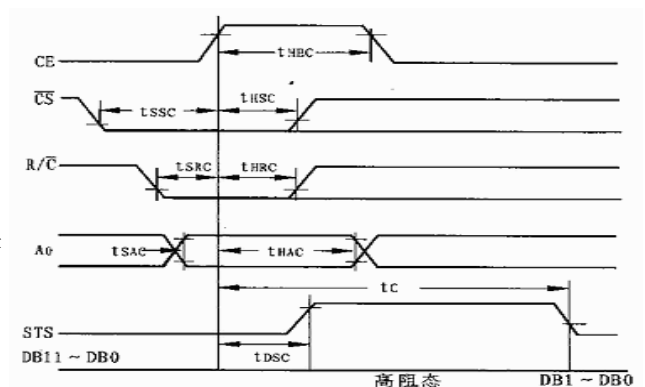 CE
tHEC
CS
tSSC
tHSC
R/C
tSRC
tHRC
A0
tSAC
tHAC
tC
STS
tDSC
DB11 ~ DB0
高阻态
DB1 ~ DB0